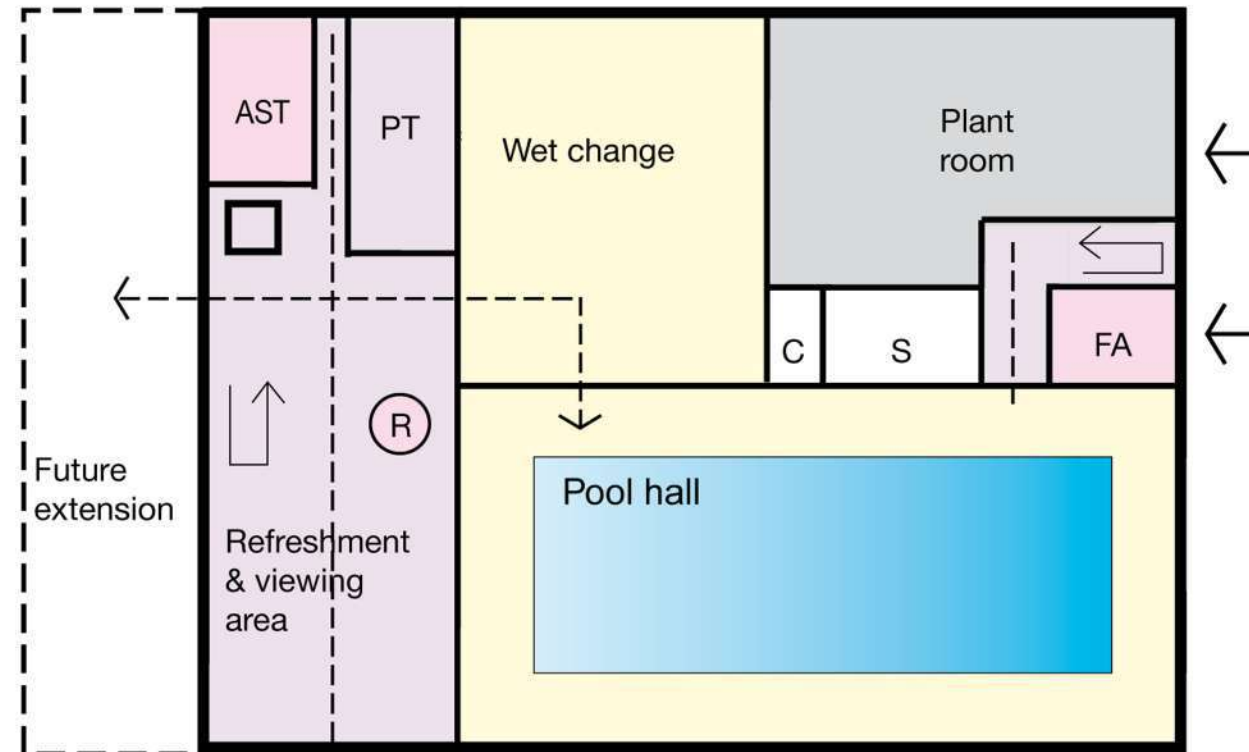 AST
PT
Wet change
Plant
room
C
S
FA
R
Future
extension
Pool hall
Refreshment
& viewing
area